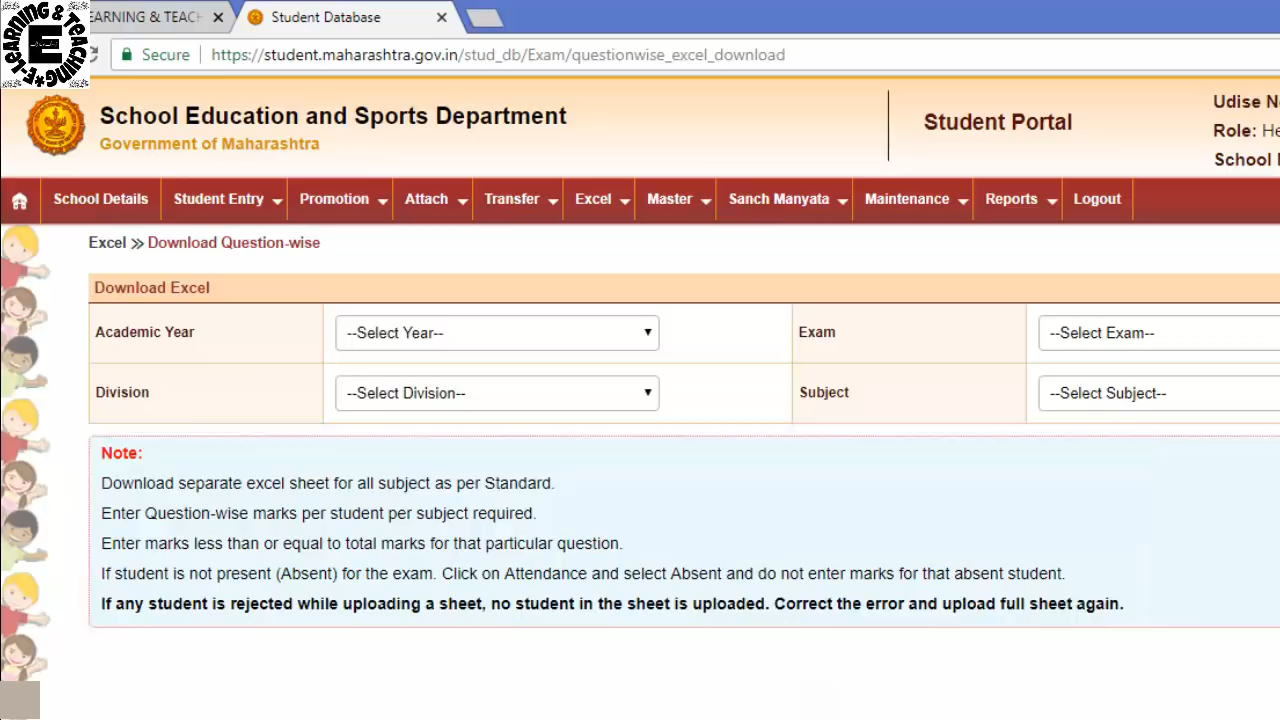 EARNING & TEACH
Student Database
E-LEARNING & TEACHING
E
Secure
https://student.maharashtra.gov.in/stud_db/Exam/questionwise_excel_download
School Education and Sports Department
Government of Maharashtra
Student Portal
Udise N
Role: He
School
School Details
Student Entry
Promotion
Attach
Transfer
Excel
Master
Sanch Manyata
Maintenance
Reports
Logout
Excel >> Download Question-wise
Download Excel
Academic Year
--Select Year--
Exam
--Select Exam--
Division
--Select Division--
Subject
--Select Subject--
Note:
Download separate excel sheet for all subject as per Standard.
Enter Question-wise marks per student per subject required.
Enter marks less than or equal to total marks for that particular question.
If student is not present (Absent) for the exam. Click on Attendance and select Absent and do not enter marks for that absent student.
If any student is rejected while uploading a sheet, no student in the sheet is uploaded. Correct the error and upload full sheet again.